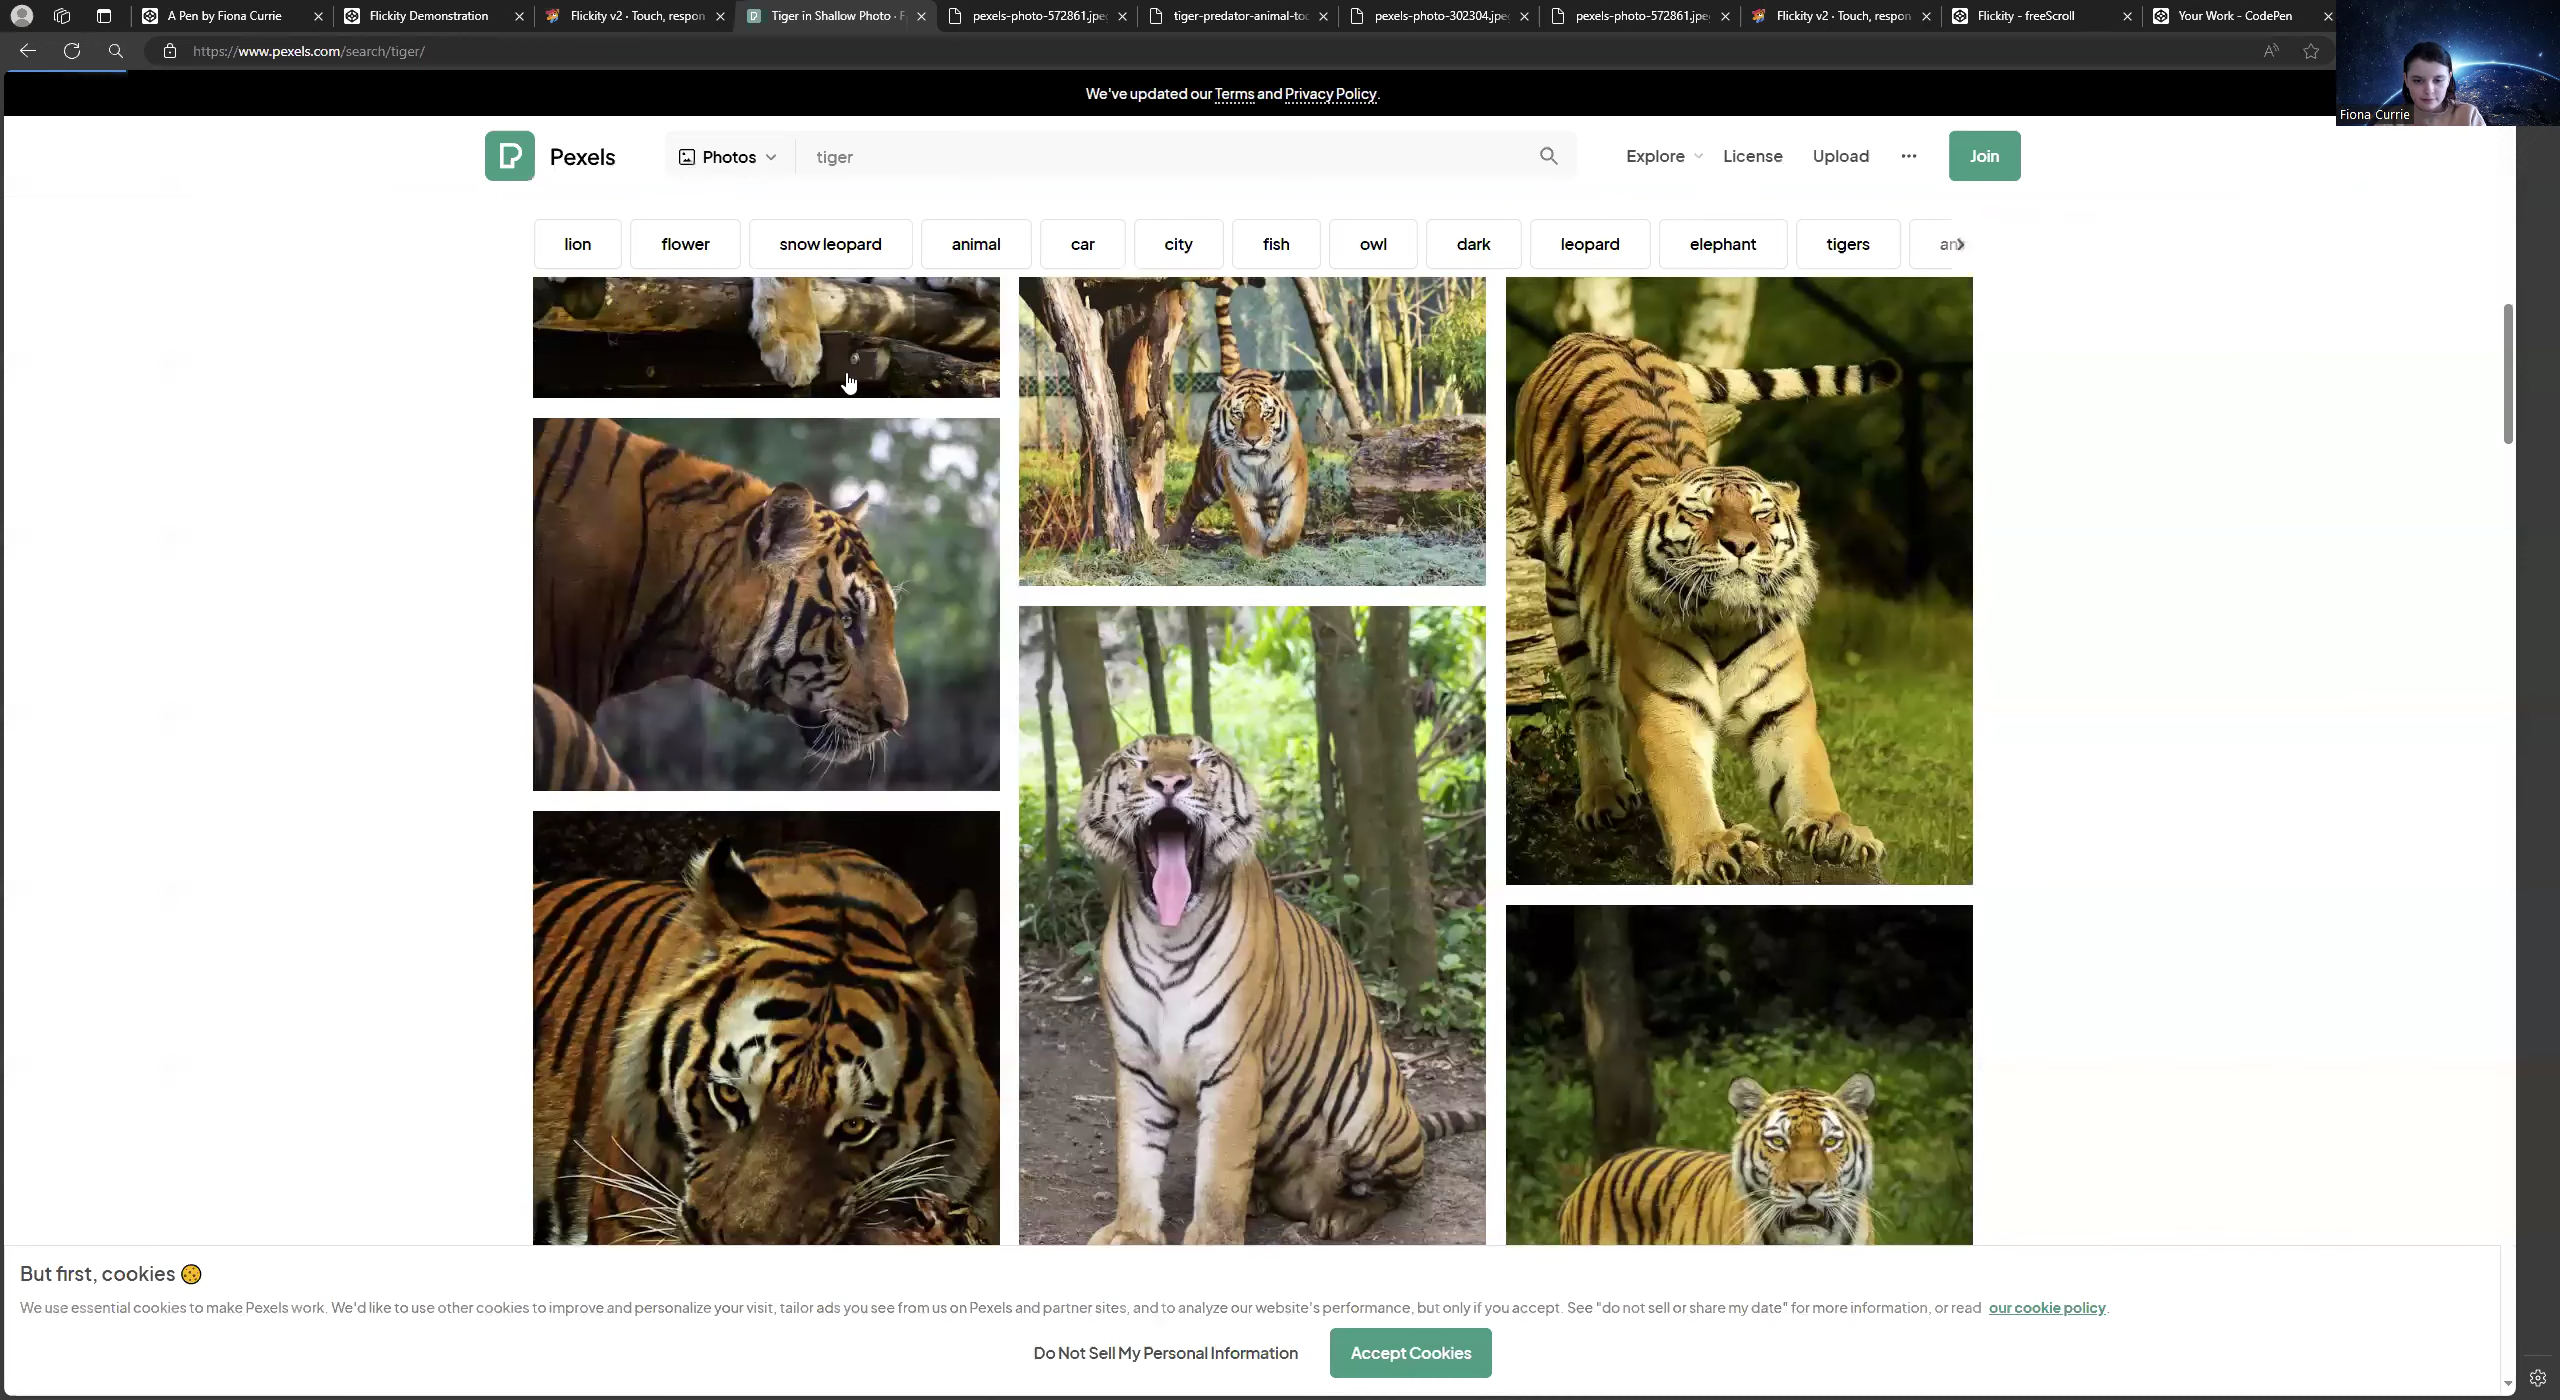 A Pen by Fiona Currie
Flickity Demonstration
Flickity v2 · Touch, respon
Tiger in Shallow Photo · F
pexels-photo-572861.jpe
tiger-predator-animal-to
pexels-photo-302304.jpe
pexels-photo-572861.jpe
Flickity v2 · Touch, respon
Flickity - freeScroll
Your Work - CodePen
https://www.pexels.com/search/tiger/
Fiona Currie
We've updated our Terms and Privacy Policy.
Pexels
Photos
tiger
Explore
License
Upload
Join
lion
flower
snow leopard
animal
car
city
fish
owl
dark
leopard
elephant
tigers
But first, cookies
We use essential cookies to make Pexels work. We'd like to use other cookies to improve and personalize your visit, tailor ads you see from us on Pexels and partner sites, and to analyze our website's performance, but only if you accept. See "do not sell or share my date" for more information, or read our cookie policy.
Do Not Sell My Personal Information
Accept Cookies